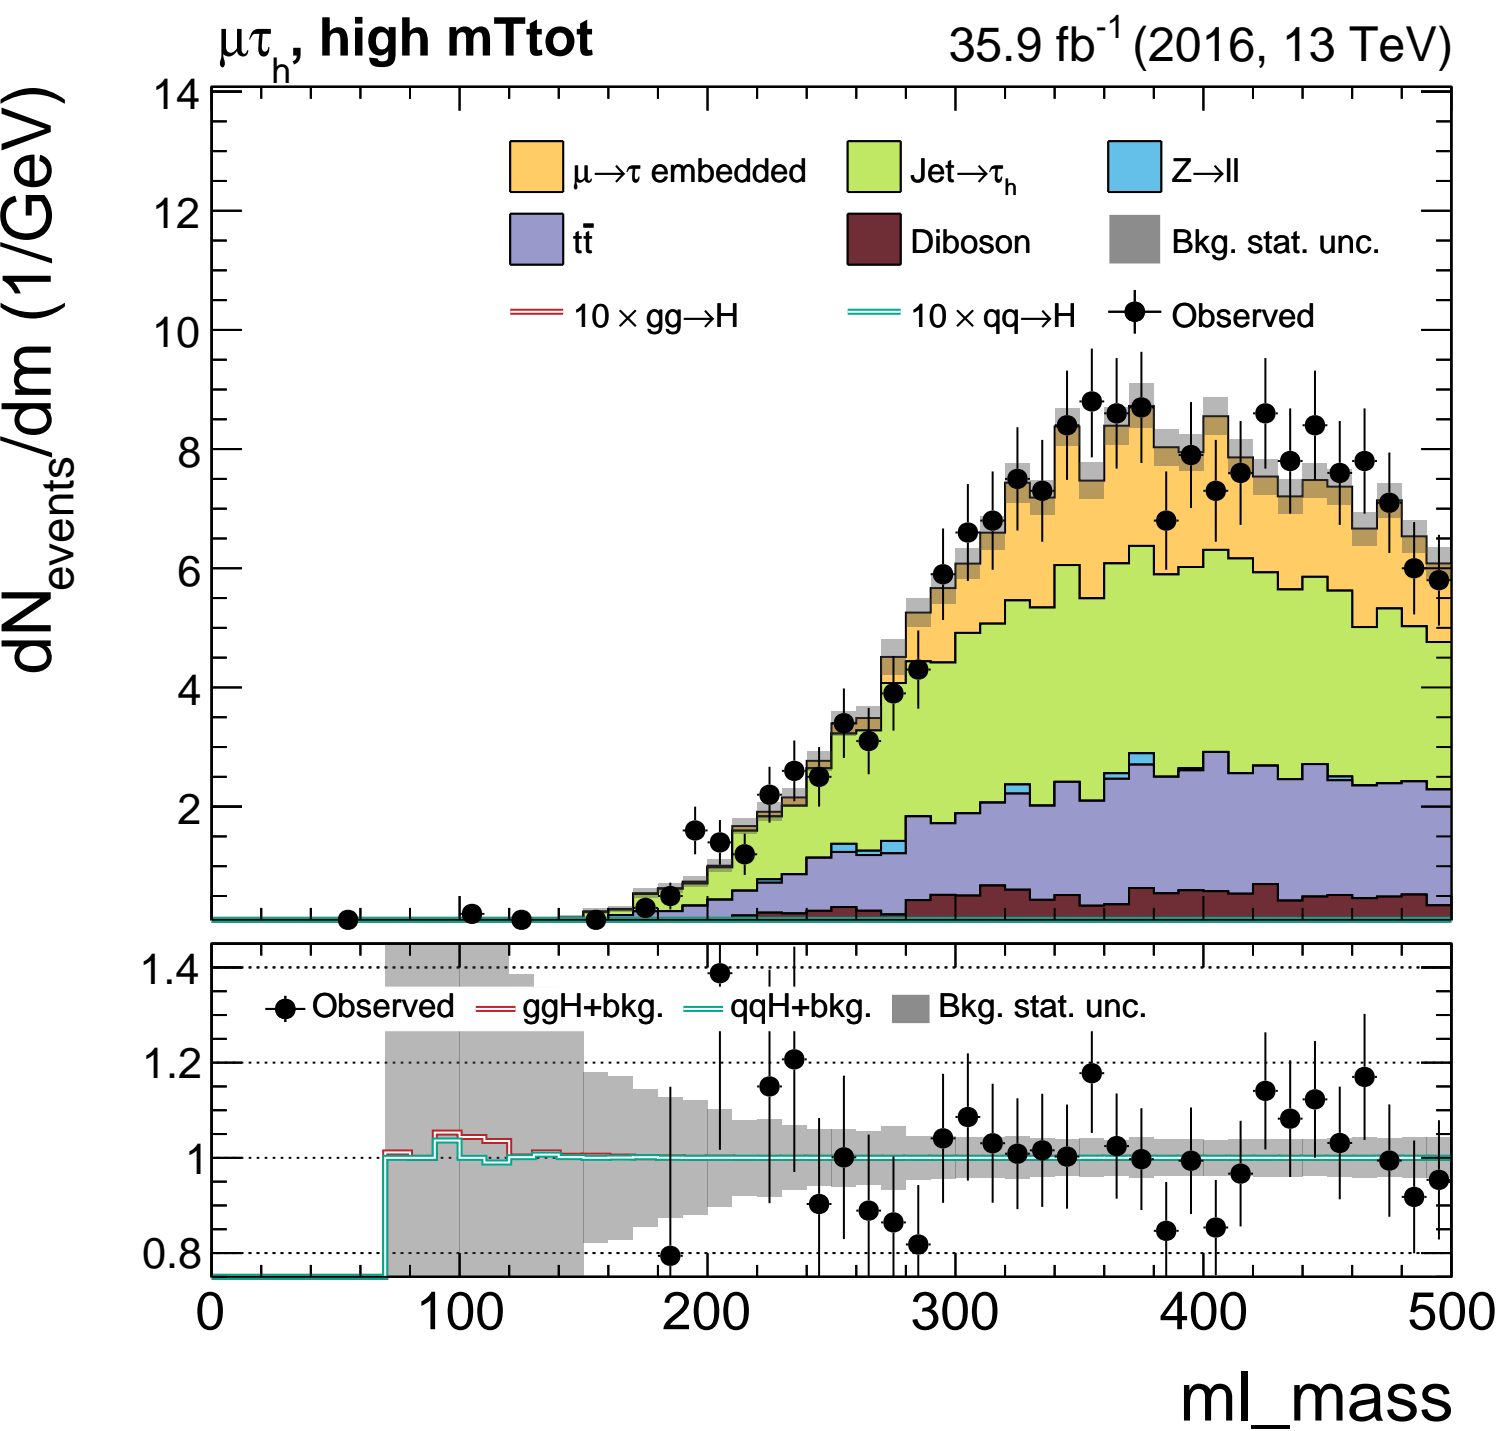 μτh, high mTtot
35.9 fb-1 (2016, 13 TeV)
dNevents/dm (1/GeV)
14
12
10
8
6
4
2
μ→τ embedded
Jet→τh
Z→ll
tt̄
Diboson
Bkg. stat. unc.
10 × gg→H
10 × qq→H
Observed
1.4
1.2
1
0.8
Observed
ggH+bkg.
qqH+bkg.
Bkg. stat. unc.
0
100
200
300
400
500
ml_mass